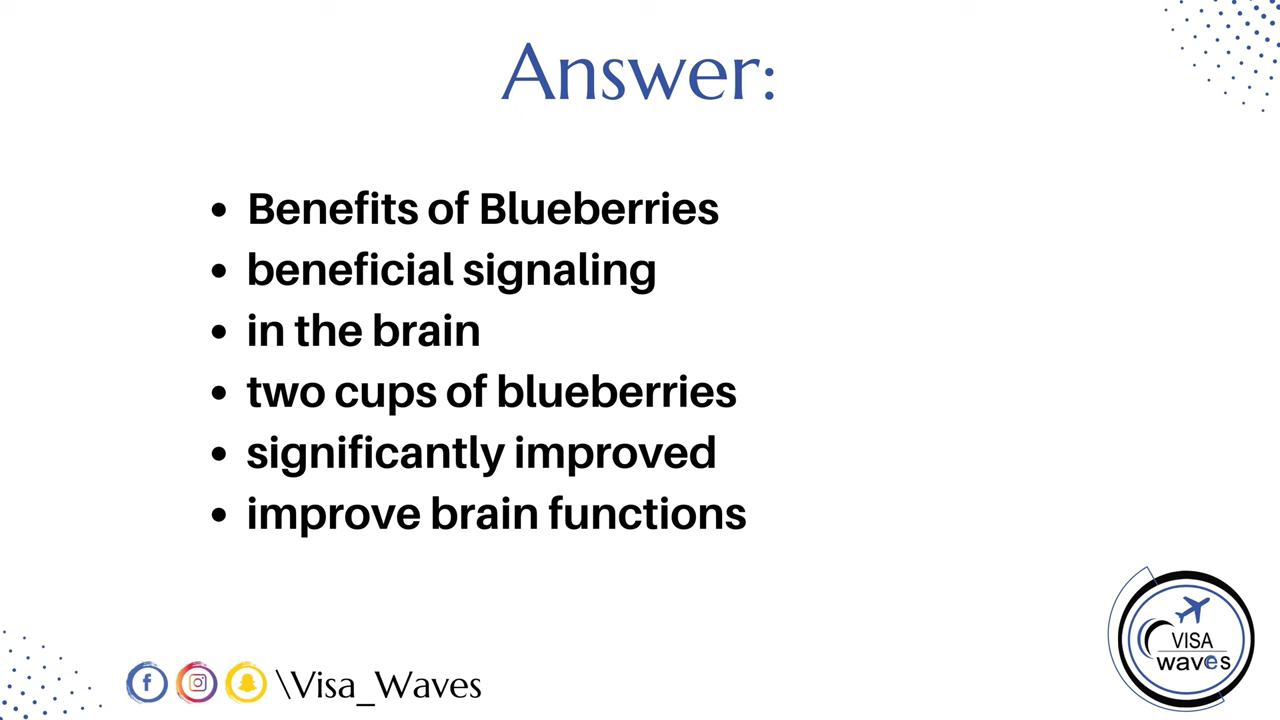 Answer:
• Benefits of Blueberries
• beneficial signaling
• in the brain
• two cups of blueberries
• significantly improved
• improve brain functions
\Visa_Waves
VISA
waves